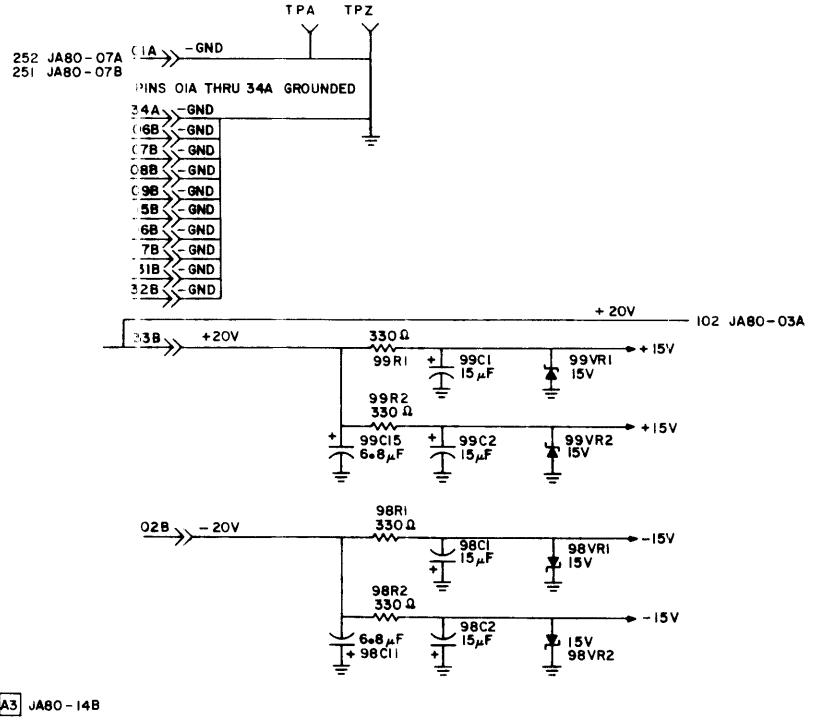 TPA TPZ
01A -GND
252 JA80-07A
251 JA80-07B
PINS 01A THRU 34A GROUNDED
34A -GND
06B -GND
07B -GND
08B -GND
09B -GND
5B -GND
6B -GND
7B -GND
31B -GND
32B -GND
+20V
102 JA80-03A
33B +20V
330Ω
99R1
+ 99C1
15µF
99VR1
15V
+15V
99R2
330Ω
+ 99C15
6.8µF
+ 99C2
15µF
99VR2
15V
+15V
02B -20V
98R1
330Ω
98C1
15µF
+
98VR1
15V
-15V
98R2
330Ω
6.8µF
+ 98C11
98C2
15µF
+
15V
98VR2
-15V
A3 JA80-14B